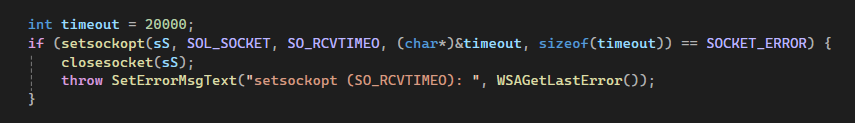 int timeout = 20000;
if (setsockopt(sS, SOL_SOCKET, SO_RCVTIMEO, (char*)&timeout, sizeof(timeout)) == SOCKET_ERROR) {
    closesocket(sS);
    throw SetErrorMsgText("setsockopt (SO_RCVTIMEO): ", WSAGetLastError());
}